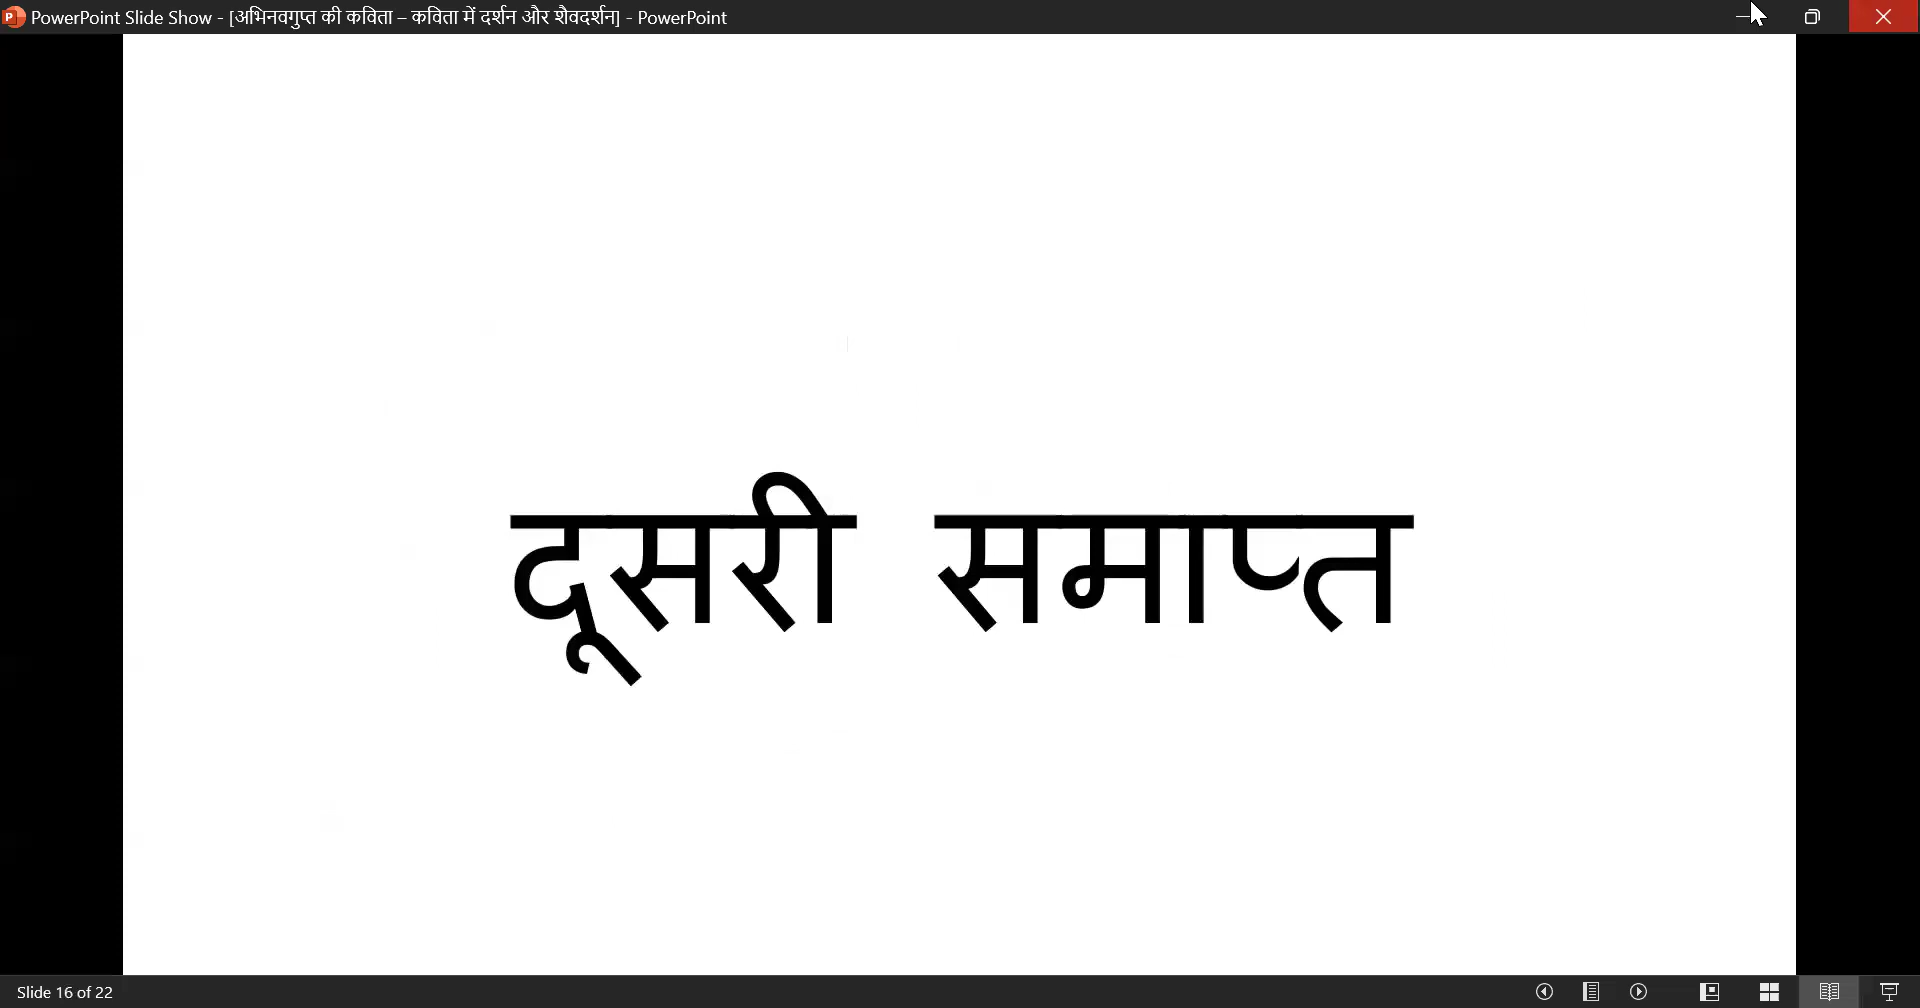 PowerPoint Slide Show - [अभिनवगुप्त की कविता – कविता में दर्शन और शैवदर्शन] - PowerPoint
दूसरी समाप्त
Slide 16 of 22